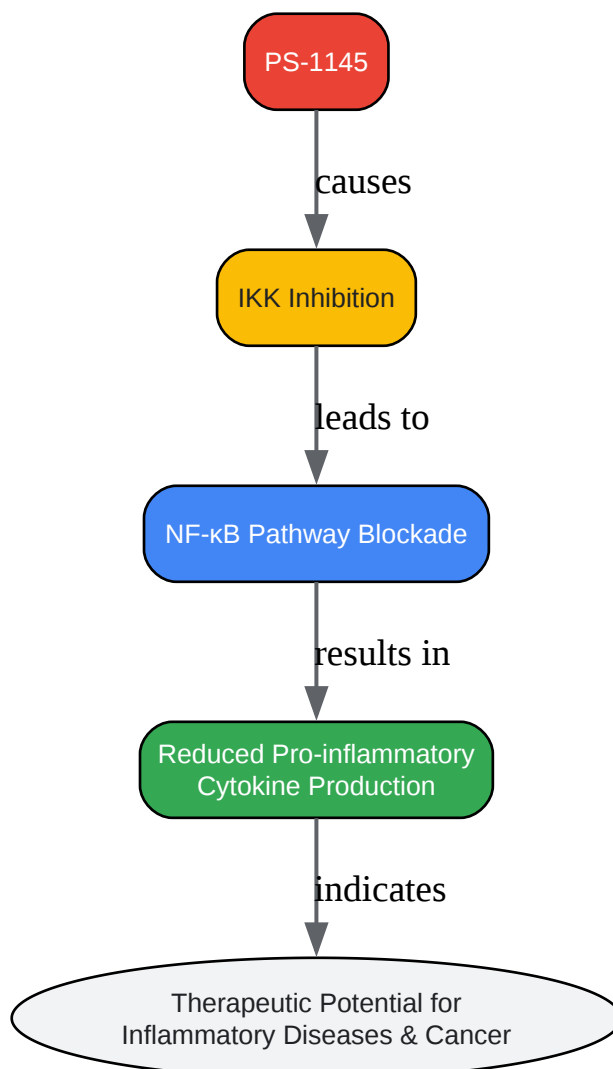 PS-1145
causes
IKK Inhibition
leads to
NF-κB Pathway Blockade
results in
Reduced Pro-inflammatory
Cytokine Production
indicates
Therapeutic Potential for
Inflammatory Diseases & Cancer